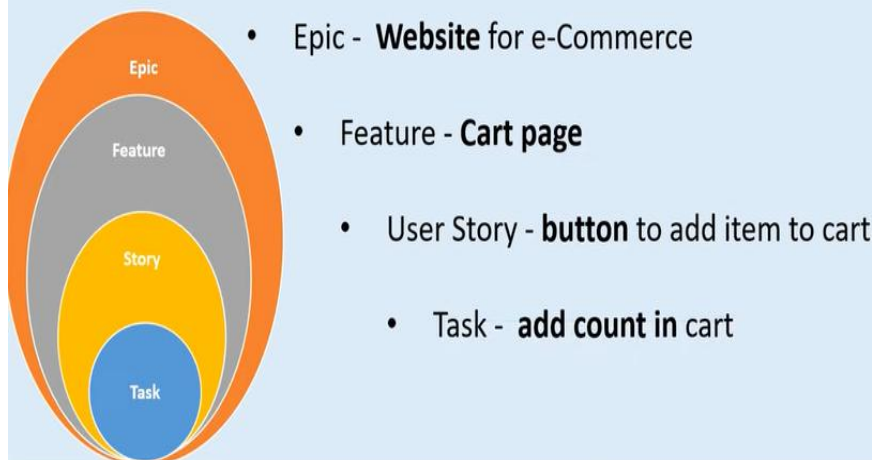 Epic
Feature
Story
Task
• Epic - Website for e-Commerce
• Feature - Cart page
• User Story - button to add item to cart
• Task - add count in cart